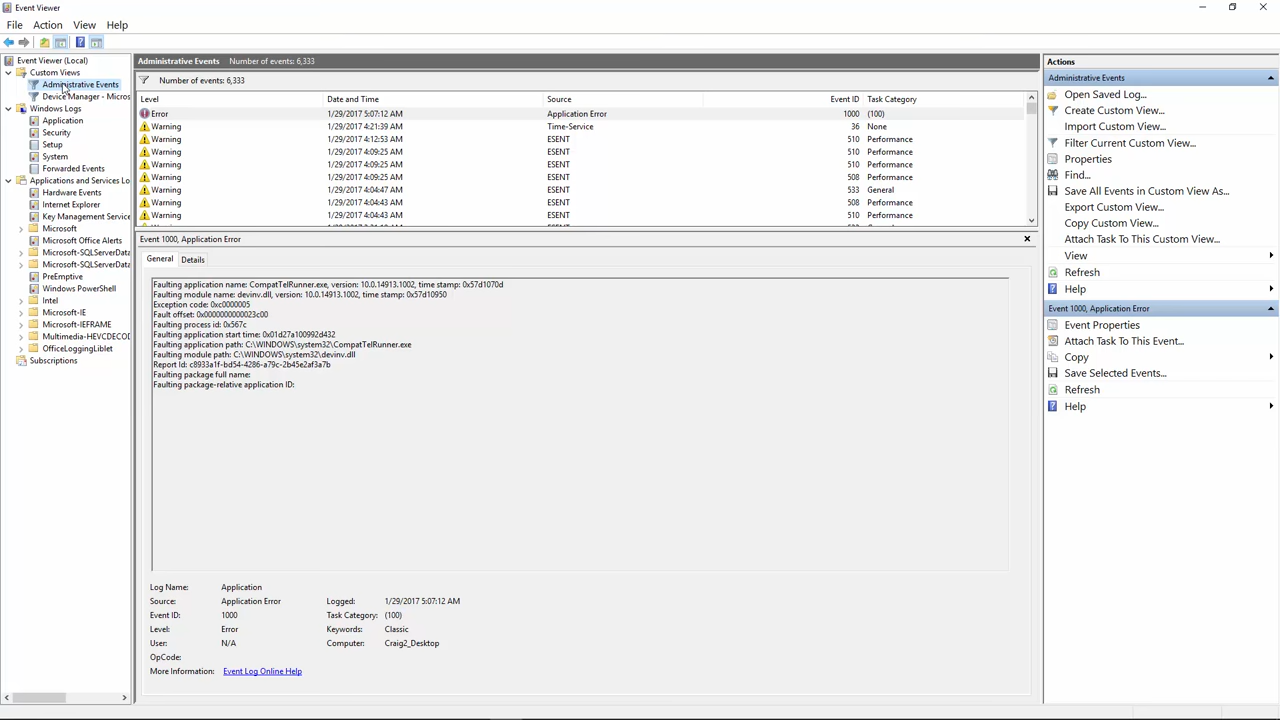 Event Viewer
File Action View Help
Event Viewer (Local)
Custom Views
Administrative Events
Device Manager - Micros
Windows Logs
Application
Security
Setup
System
Forwarded Events
Applications and Services Lo
Hardware Events
Internet Explorer
Key Management Service
Microsoft
Microsoft Office Alerts
Microsoft-SQLServerData
Microsoft-SQLServerData
PreEmptive
Windows PowerShell
Intel
Microsoft-IE
Microsoft-IEFRAME
Multimedia-HEVCDECOD
OfficeLoggingLiblet
Subscriptions
Administrative Events Number of events: 6,333
Number of events: 6,333
Level Date and Time Source Event ID Task Category
Error 1/29/2017 5:07:12 AM Application Error 1000 (100)
Warning 1/29/2017 4:21:39 AM Time-Service 36 None
Warning 1/29/2017 4:12:53 AM ESENT 510 Performance
Warning 1/29/2017 4:09:25 AM ESENT 510 Performance
Warning 1/29/2017 4:09:25 AM ESENT 510 Performance
Warning 1/29/2017 4:09:25 AM ESENT 508 Performance
Warning 1/29/2017 4:04:47 AM ESENT 533 General
Warning 1/29/2017 4:04:43 AM ESENT 508 Performance
Warning 1/29/2017 4:04:43 AM ESENT 510 Performance
Event 1000, Application Error
General Details
Faulting application name: CompatTelRunner.exe, version: 10.0.14913.1002, time stamp: 0x57d1070d
Faulting module name: devinv.dll, version: 10.0.14913.1002, time stamp: 0x57d10950
Exception code: 0xc0000005
Fault offset: 0x0000000000023c00
Faulting process id: 0x567c
Faulting application start time: 0x01d27a100992d432
Faulting application path: C:\WINDOWS\system32\CompatTelRunner.exe
Faulting module path: C:\WINDOWS\system32\devinv.dll
Report Id: c8933a1f-bd54-4286-a79c-2b45e2af3a7b
Faulting package full name:
Faulting package-relative application ID:
Log Name: Application
Source: Application Error Logged: 1/29/2017 5:07:12 AM
Event ID: 1000 Task Category: (100)
Level: Error Keywords: Classic
User: N/A Computer: Craig2_Desktop
OpCode:
More Information: Event Log Online Help
Actions
Administrative Events
Open Saved Log...
Create Custom View...
Import Custom View...
Filter Current Custom View...
Properties
Find...
Save All Events in Custom View As...
Export Custom View...
Copy Custom View...
Attach Task To This Custom View...
View
Refresh
Help
Event 1000, Application Error
Event Properties
Attach Task To This Event...
Copy
Save Selected Events...
Refresh
Help